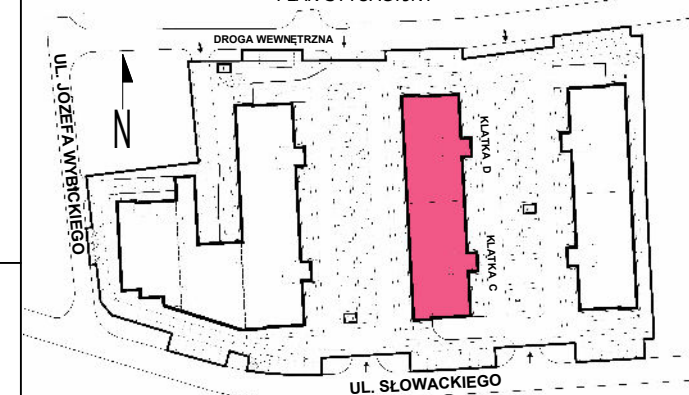 DROGA WEWNĘTRZNA
UL. JÓZEFA WYBICKIEGO
N
KLATKA D
KLATKA C
UL. SŁOWACKIEGO